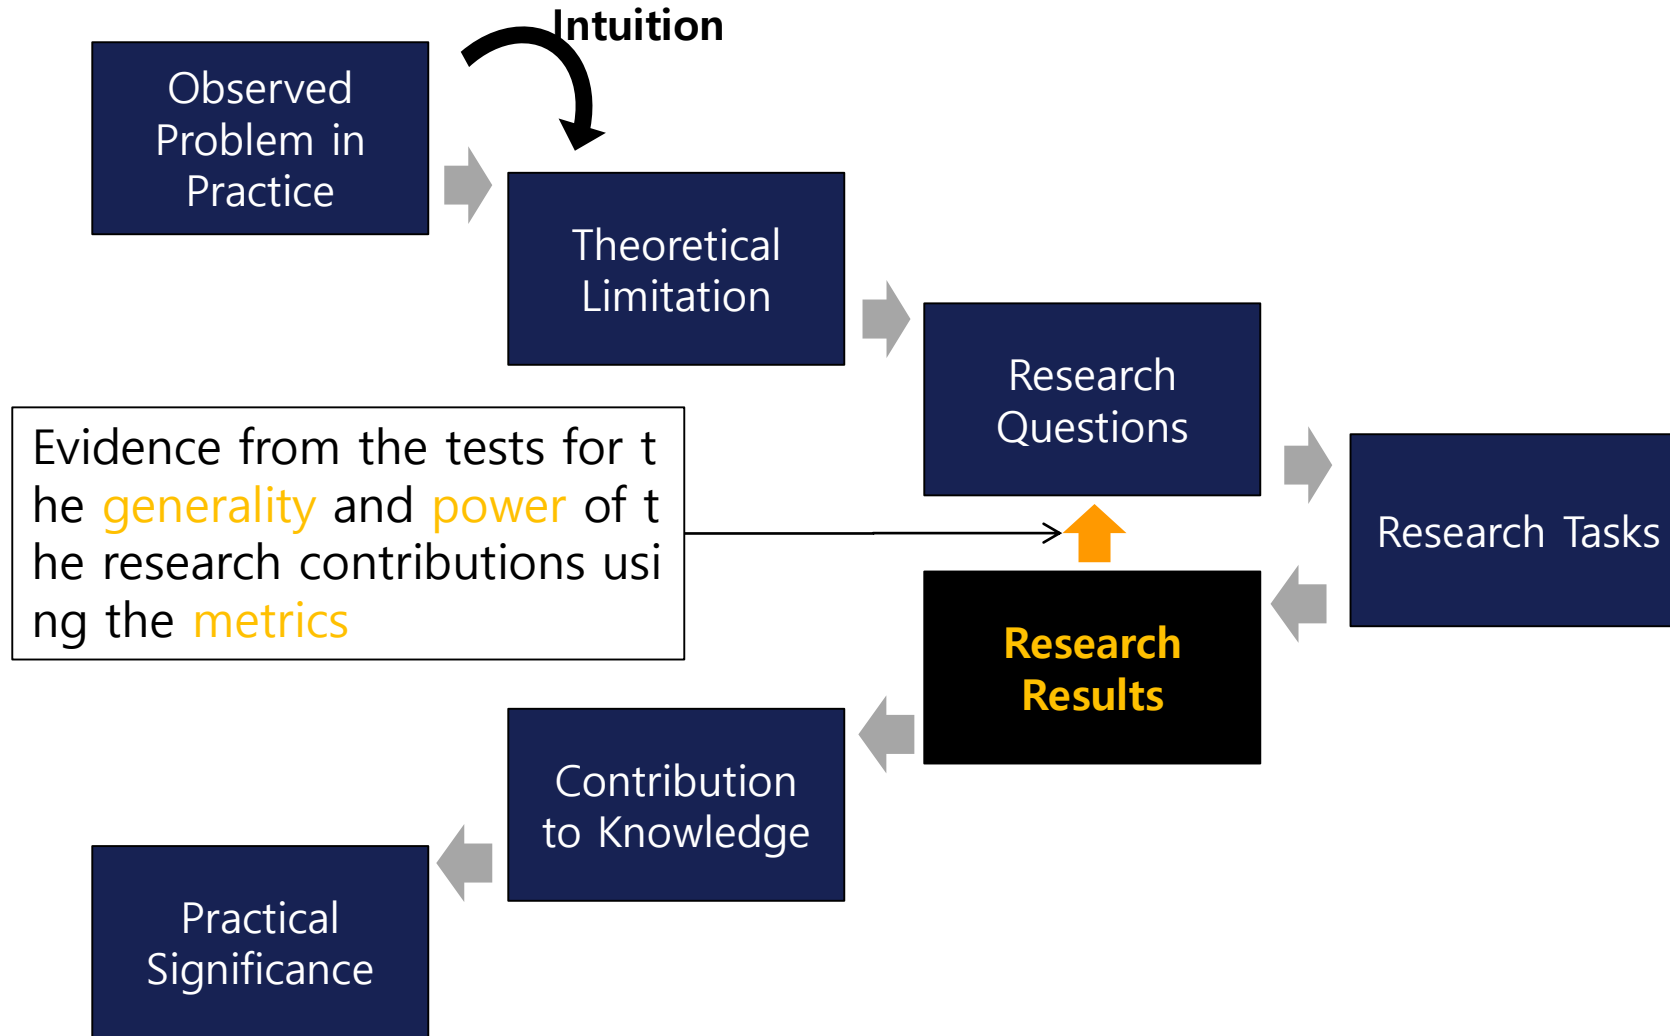 Intuition
Observed
Problem in
Practice
Theoretical
Limitation
Research
Questions
Evidence from the tests for t
he generality and power of t
he research contributions usi
ng the metrics
Research Tasks
Research
Results
Contribution
to Knowledge
Practical
Significance